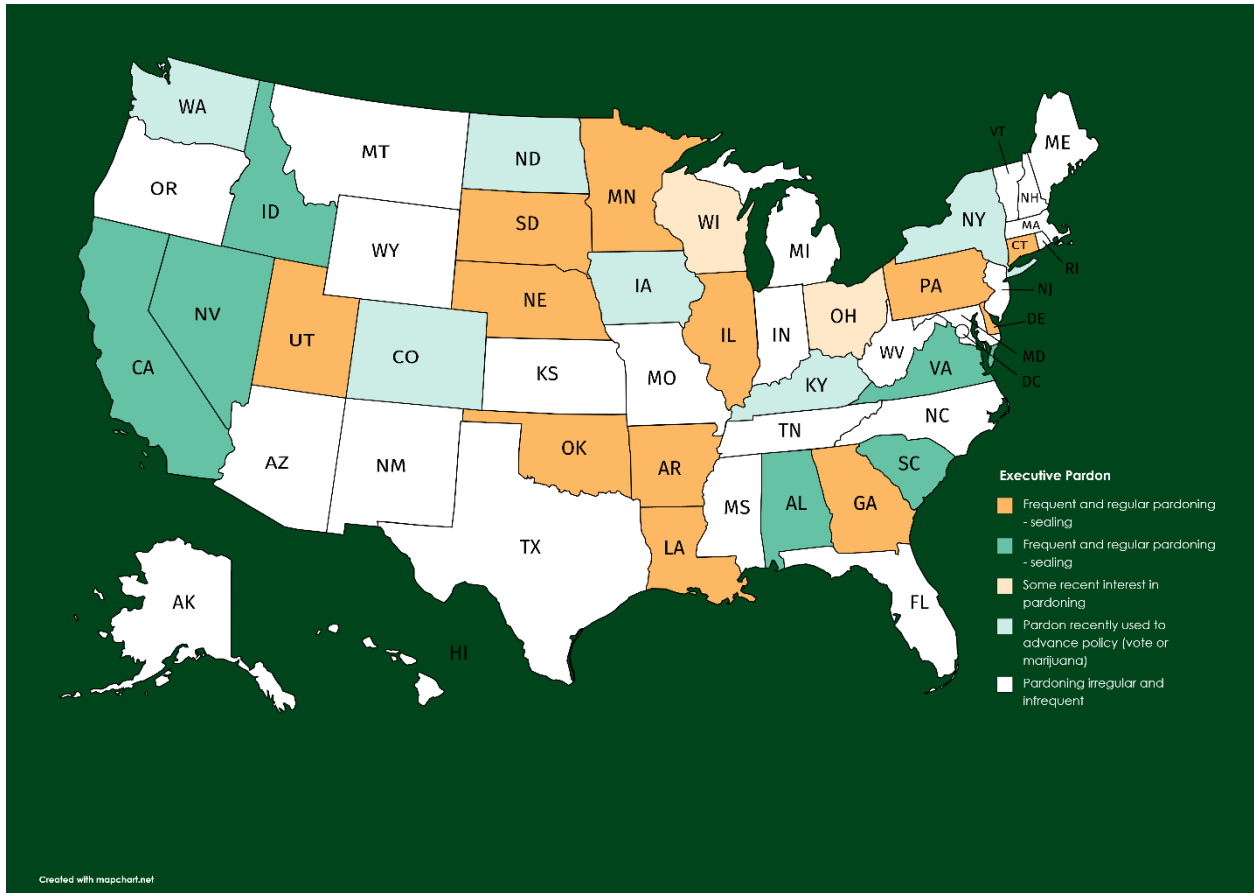 WA
MT
ND
MN
OR
ID
SD
WI
WY
MI
NY
VT
ME
NH
MA
CT
RI
IA
NE
PA
NJ
NV
UT
IL
IN
OH
DE
CA
CO
WV
MD
KS
MO
KY
VA
DC
TN
NC
AZ
NM
OK
AR
SC
MS
AL
GA
TX
LA
FL
AK
HI
Executive Pardon
Frequent and regular pardoning
- sealing
Frequent and regular pardoning
- sealing
Some recent interest in
pardoning
Pardon recently used to
advance policy (vote or
marijuana)
Pardoning irregular and
infrequent
Created with mapchart.net